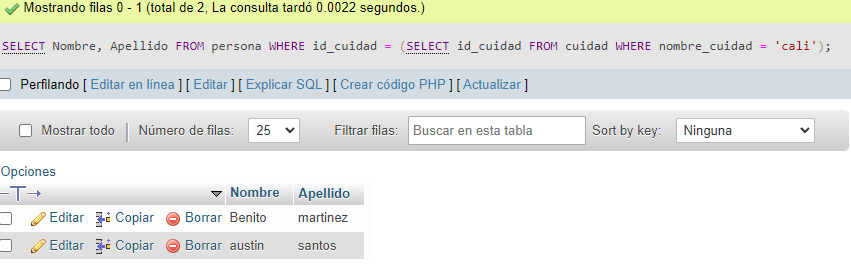 Mostrando filas 0 - 1 (total de 2, La consulta tardó 0.0022 segundos.)
SELECT Nombre, Apellido FROM persona WHERE id_cuidad = (SELECT id_cuidad FROM cuidad WHERE nombre_cuidad = 'cali');
Perfilando [ Editar en línea ] [ Editar ] [ Explicar SQL ] [ Crear código PHP ] [ Actualizar ]
Mostrar todo | Número de filas: 25 Filtrar filas: Buscar en esta tabla Sort by key: Ninguna
Opciones
Nombre Apellido
Editar Copiar Borrar Benito martinez
Editar Copiar Borrar austin santos